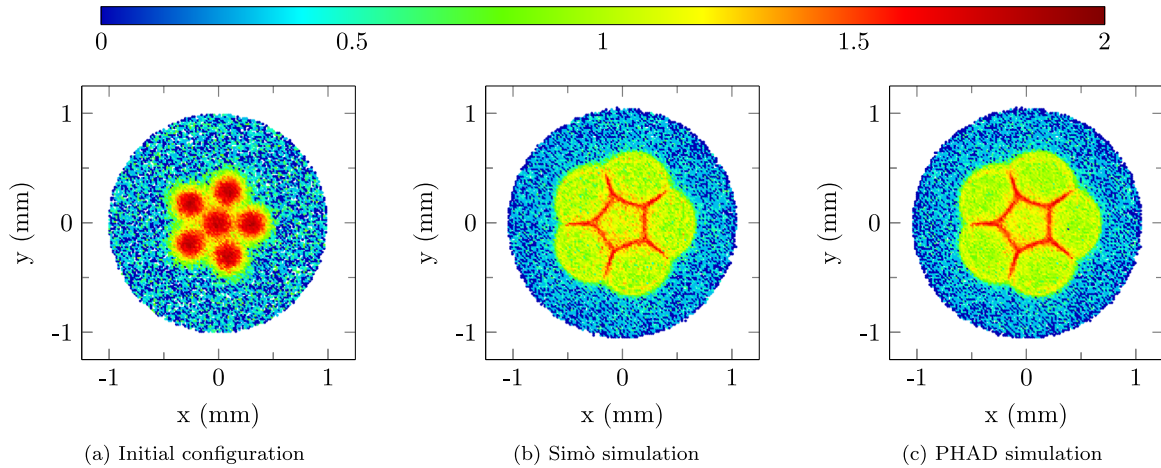 0 0.5 1 1.5 2
1 1 1
0 0 0
-1 -1 -1
y (mm) y (mm) y (mm)
-1 0 1 -1 0 1 -1 0 1
x (mm) x (mm) x (mm)
(a) Initial configuration (b) Simò simulation (c) PHAD simulation